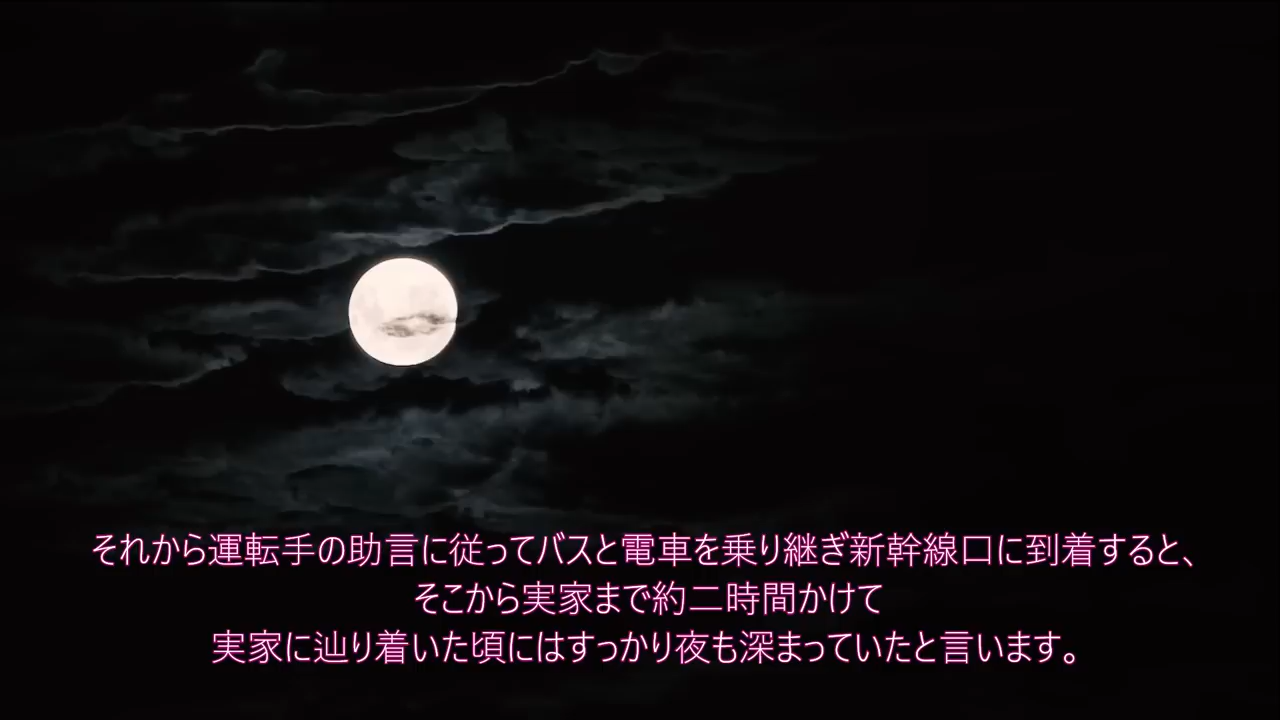 それから運転手の助言に従ってバスと電車を乗り継ぎ新幹線口に到着すると、
そこから実家まで約二時間かけて
実家に辿り着いた頃にはすっかり夜も深まっていたと言います。